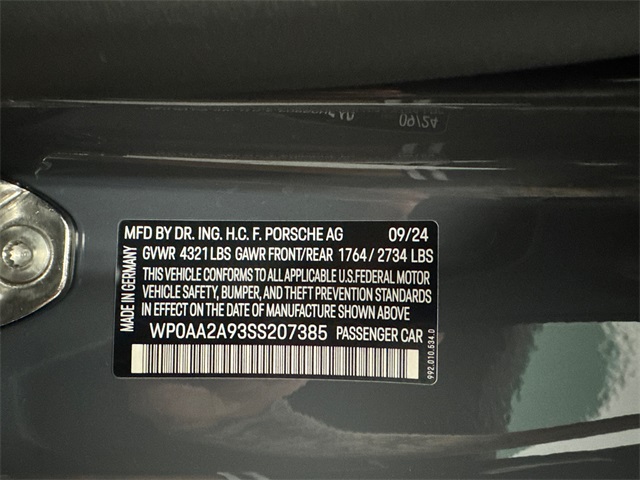 09/24
MFD BY DR. ING. H.C. F. PORSCHE AG 09/24
GVWR 4321 LBS GAWR FRONT/REAR 1764 / 2734 LBS
THIS VEHICLE CONFORMS TO ALL APPLICABLE U.S. FEDERAL MOTOR
VEHICLE SAFETY, BUMPER, AND THEFT PREVENTION STANDARDS
IN EFFECT ON THE DATE OF MANUFACTURE SHOWN ABOVE.
WP0AA2A93SS207385 PASSENGER CAR
MADE IN GERMANY
992.010.534.0